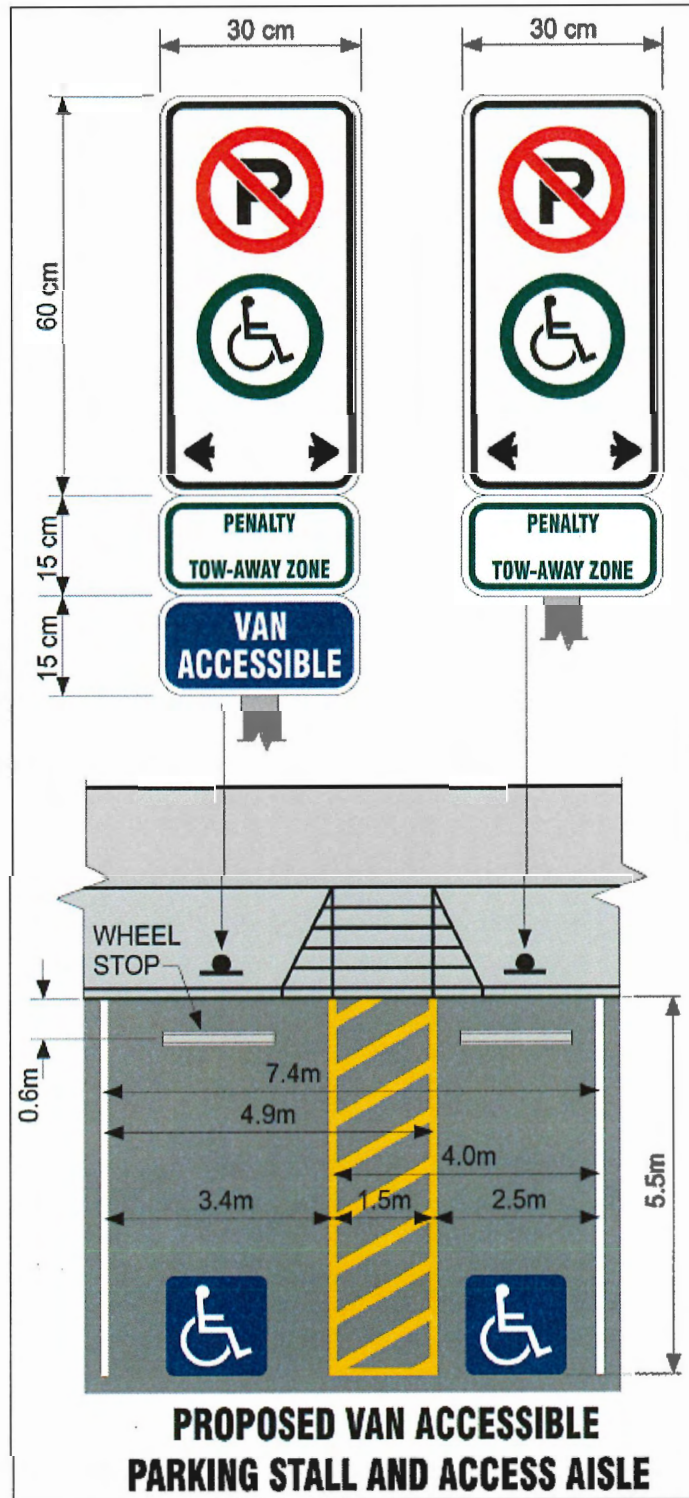 30 cm
30 cm
P
P
60 cm
PENALTY
TOW-AWAY ZONE
PENALTY
TOW-AWAY ZONE
15 cm
VAN
ACCESSIBLE
15 cm
WHEEL
STOP
0.6m
7.4m
4.9m
4.0m
3.4m
1.5m
2.5m
5.5m
PROPOSED VAN ACCESSIBLE
PARKING STALL AND ACCESS AISLE